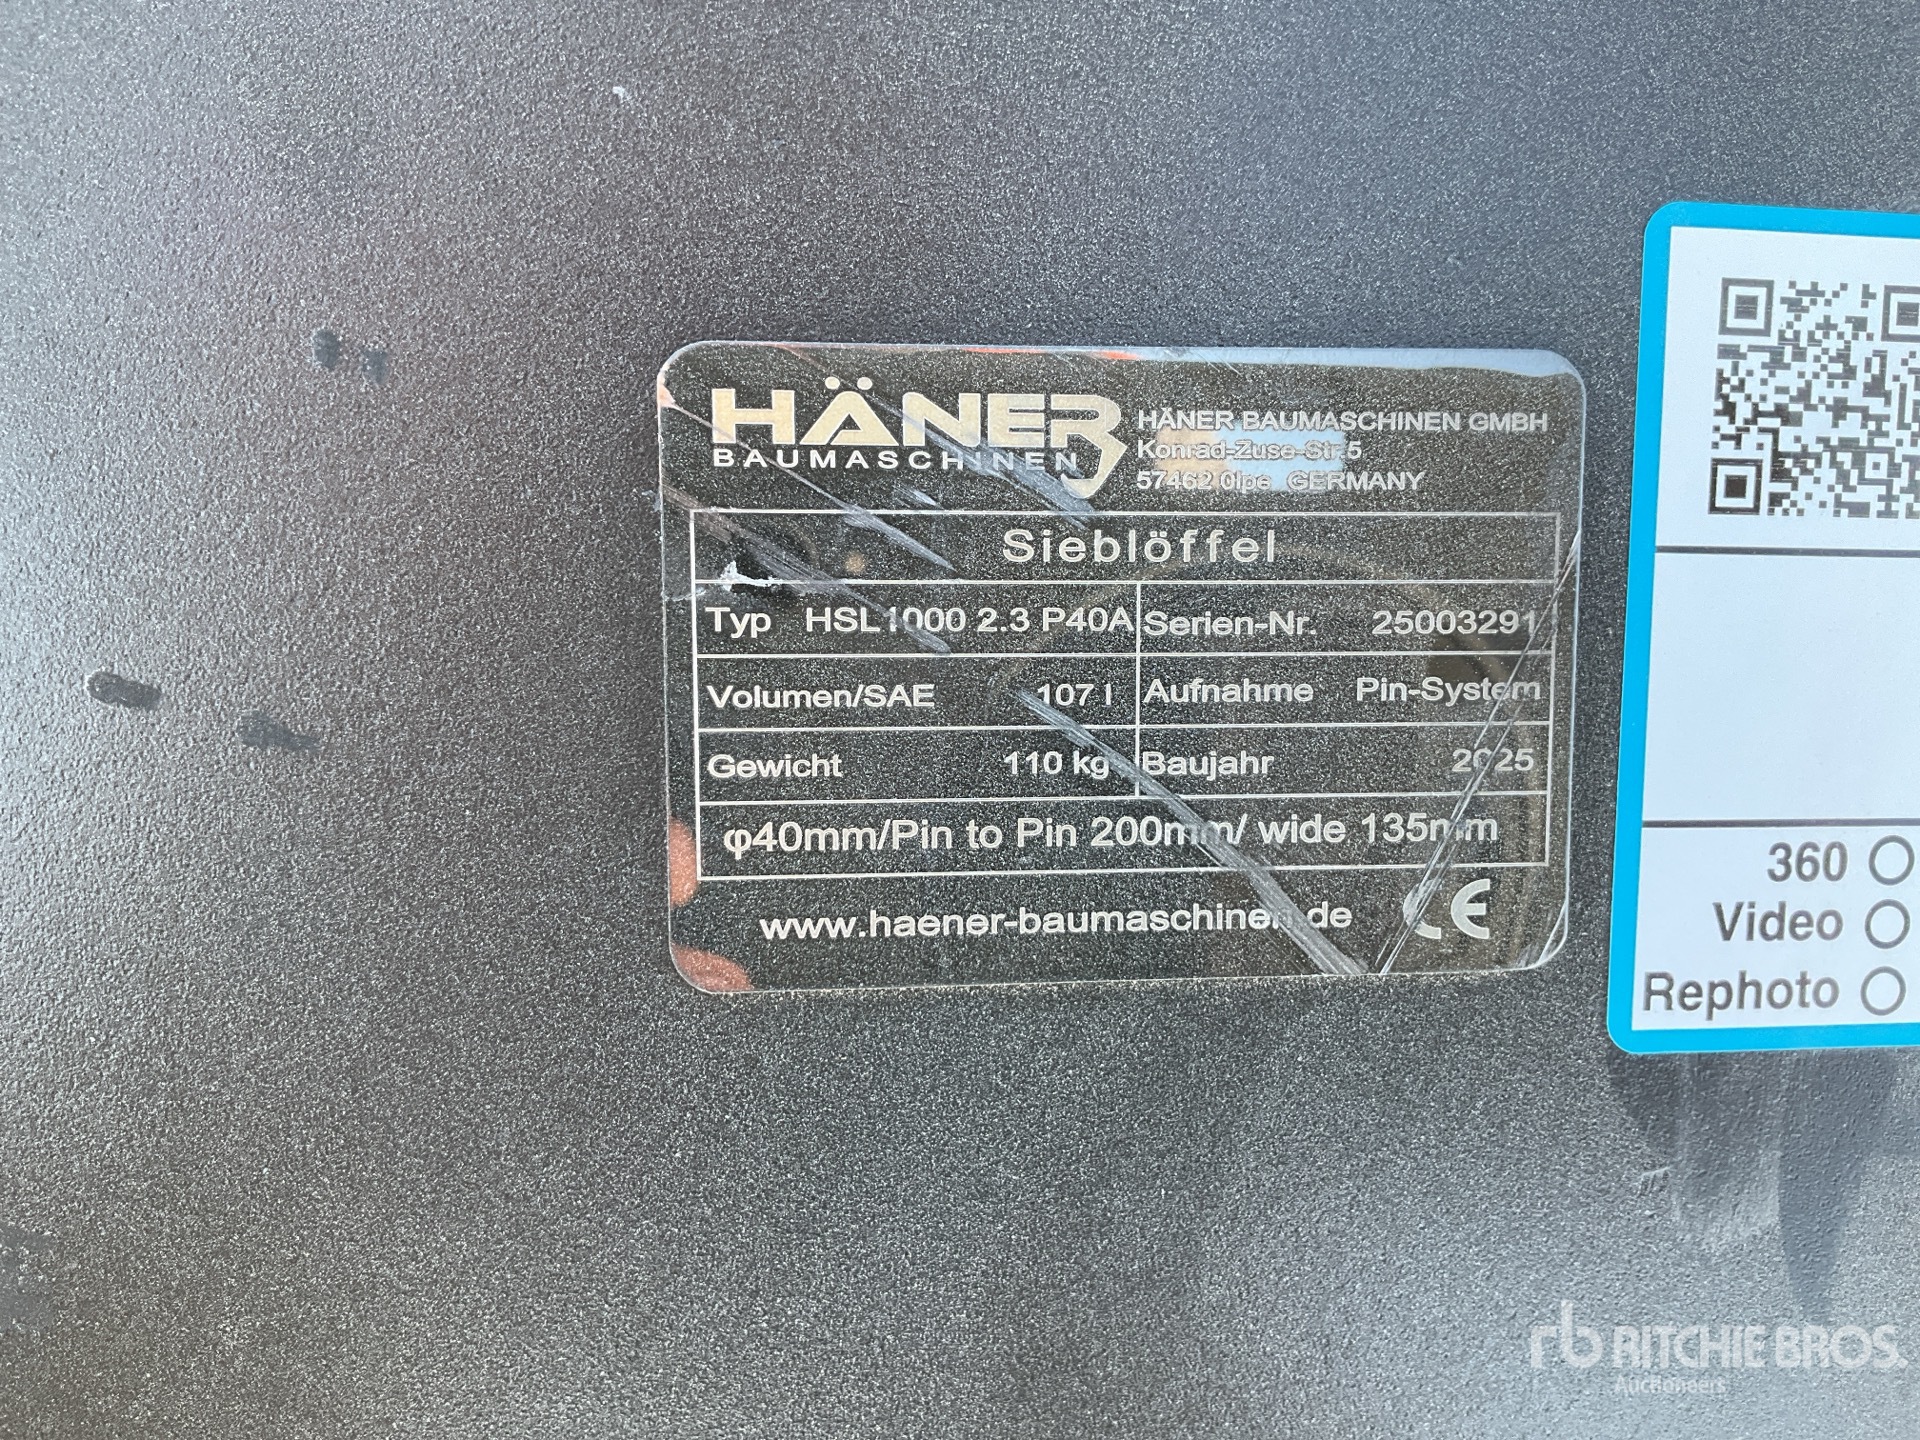 HÄNER
BAUMASCHINEN
HÄNER BAUMASCHINEN GMBH
Konrad-Zuse-Str.5
57462 Olpe GERMANY
Sieblöffel
Typ HSL1000 2.3 P40A
Serien-Nr. 25003291
Volumen/SAE 107 l
Aufnahme Pin-System
Gewicht 110 kg
Baujahr 2025
φ40mm/Pin to Pin 200mm/ wide 135mm
www.haener-baumaschinen.de
CE
360
Video
Rephoto
rb RITCHIE BROS.
Auctioneers